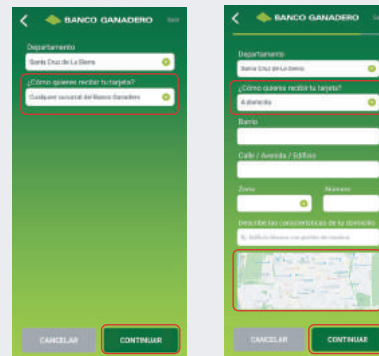 BANCO GANADERO Salir
Departamento
Santa Cruz de La Sierra
¿Cómo quieres recibir tu tarjeta?
Cualquier sucursal de Banco Ganadero
CANCELAR CONTINUAR
BANCO GANADERO
Departamento
Santa Cruz de La Sierra
¿Cómo quieres recibir tu tarjeta?
A domicilio
Barrio
Calle / Avenida / Edificio
Zona Número
Describe las características de tu domicilio
CANCELAR CONTINUAR